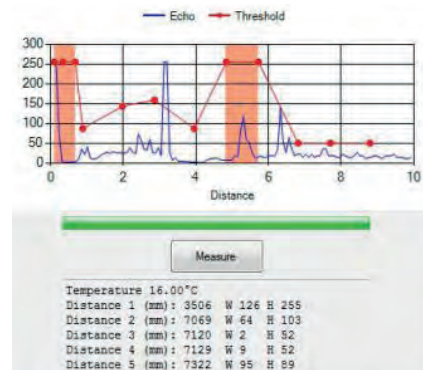 Echo Threshold
300
250
200
150
100
50
0
0 2 4 6 8 10
Distance
Measure
Temperature 16.00°C
Distance 1 (mm): 3506 W 126 H 255
Distance 2 (mm): 7069 W 64 H 103
Distance 3 (mm): 7120 W 2 H 52
Distance 4 (mm): 7129 W 9 H 52
Distance 5 (mm): 7322 W 95 H 89